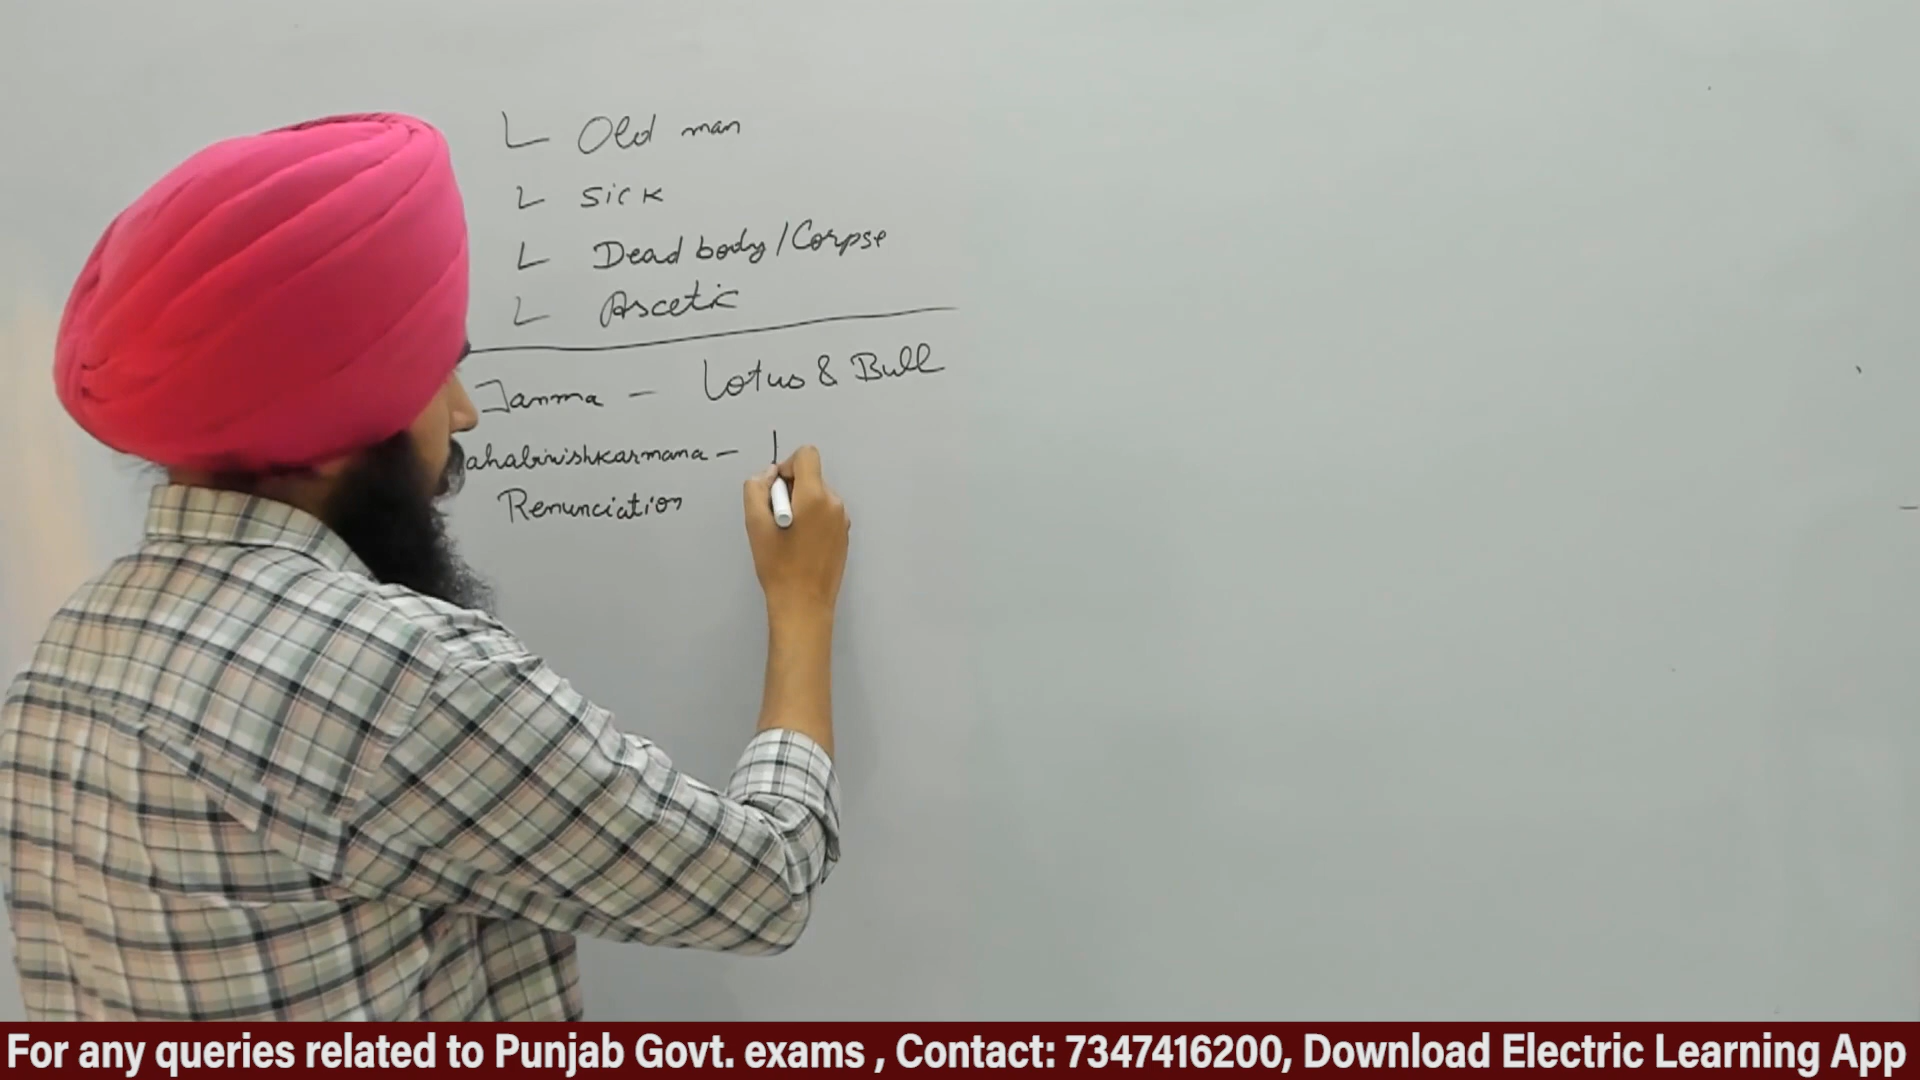 Old man
Sick
Dead body/Corpse
Ascetic
Janma - Lotus & Bull
ahabinishkarmana -
Renunciation
For any queries related to Punjab Govt. exams , Contact: 7347416200, Download Electric Learning App